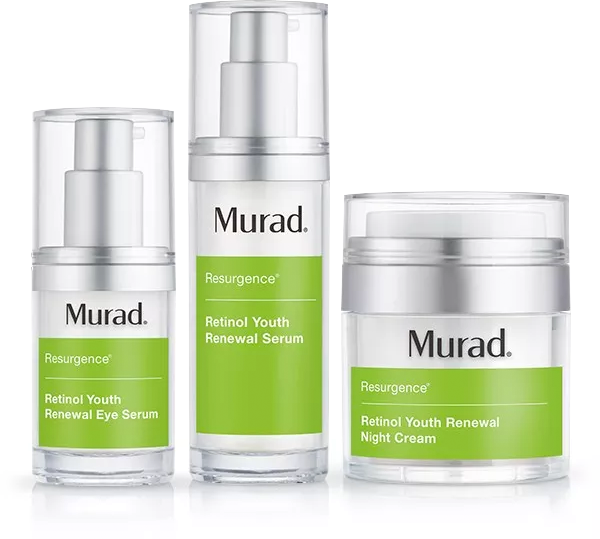 Murad.
Resurgence®
Retinol Youth
Renewal Eye Serum
Murad.
Resurgence®
Retinol Youth
Renewal Serum
Murad.
Resurgence®
Retinol Youth Renewal
Night Cream